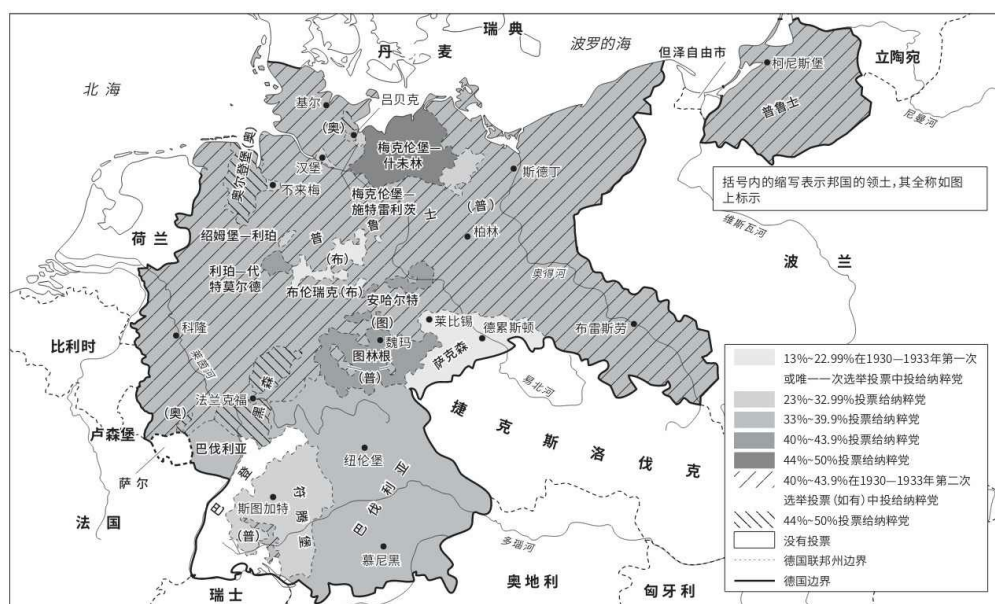 瑞典
丹麦
波罗的海
北海
但泽自由市
立陶宛
柯尼斯堡
普鲁士
尼曼河
基尔
吕贝克
(奥)
梅克伦堡—
什未林
汉堡
奥尔登堡(奥)
不来梅
斯德丁
括号内的缩写表示邦国的领土,其全称如图
上标示
梅克伦堡—
施特雷利茨
(普)
普鲁士
柏林
维斯瓦河
荷兰
绍姆堡—利珀
(布)
波兰
利珀—代
特莫尔德
布伦瑞克(布)
奥得河
安哈尔特
莱比锡
德累斯顿
布雷斯劳
科隆
(图)
魏玛
图林根
萨克森
比利时
莱茵河
(普)
易北河
黑森
法兰克福
捷克斯洛伐克
(奥)
卢森堡
巴伐利亚
萨尔
纽伦堡
巴登
符腾堡
斯图加特
巴伐利亚
法国
(普)
多瑙河
慕尼黑
瑞士
奥地利
匈牙利
13%~22.99%在1930—1933年第一次
或唯一一次选举投票中投给纳粹党
23%~32.99%投票给纳粹党
33%~39.9%投票给纳粹党
40%~43.9%投票给纳粹党
44%~50%投票给纳粹党
40%~43.9%在1930—1933年第二次
选举投票(如有)中投给纳粹党
44%~50%投票给纳粹党
没有投票
德国联邦州边界
德国边界